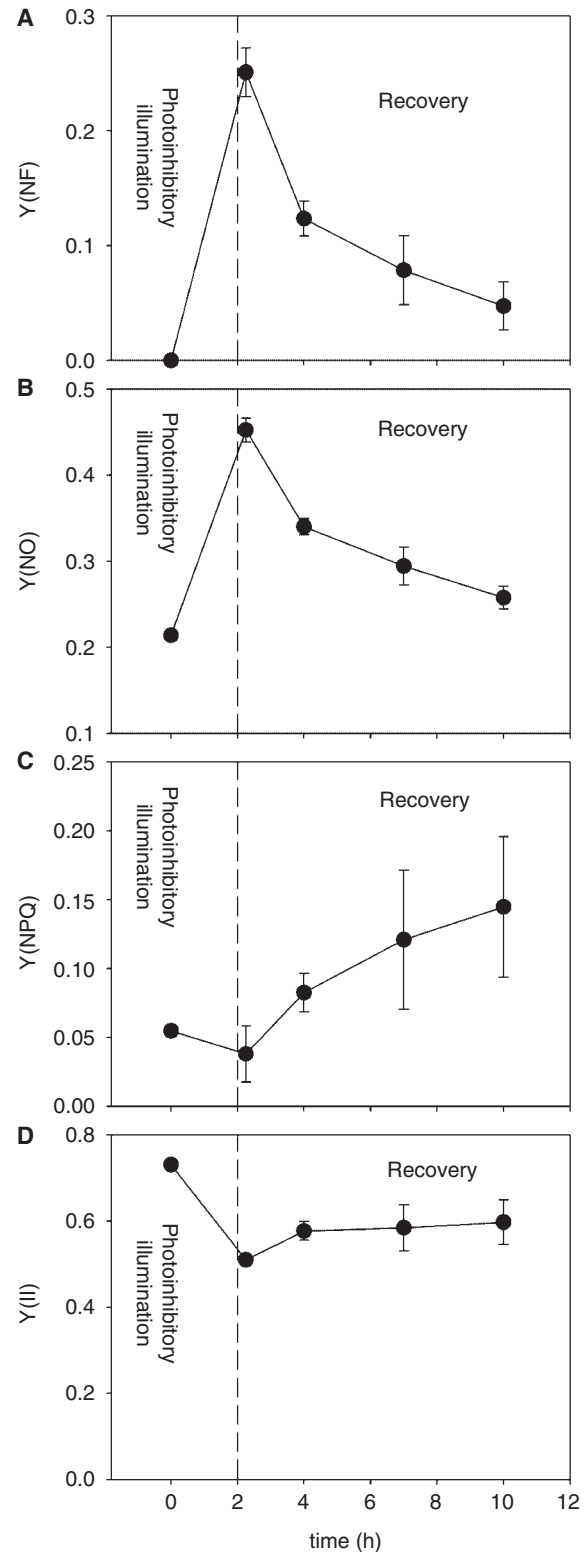 A
0.3
0.2
0.1
0.0
Y(NF)
Photoinhibitory
illumination
Recovery
B
0.5
0.4
0.3
0.2
0.1
Y(NO)
Photoinhibitory
illumination
Recovery
C
0.25
0.20
0.15
0.10
0.05
0.00
Y(NPQ)
Photoinhibitory
illumination
Recovery
D
0.8
0.6
0.4
0.2
0.0
Y(II)
Photoinhibitory
illumination
Recovery
0 2 4 6 8 10 12
time (h)